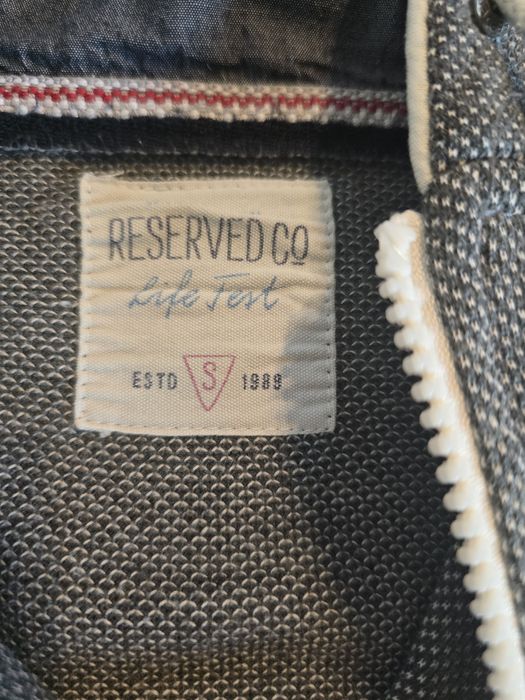 RESERVED CO
Life Test
ESTD S 1989